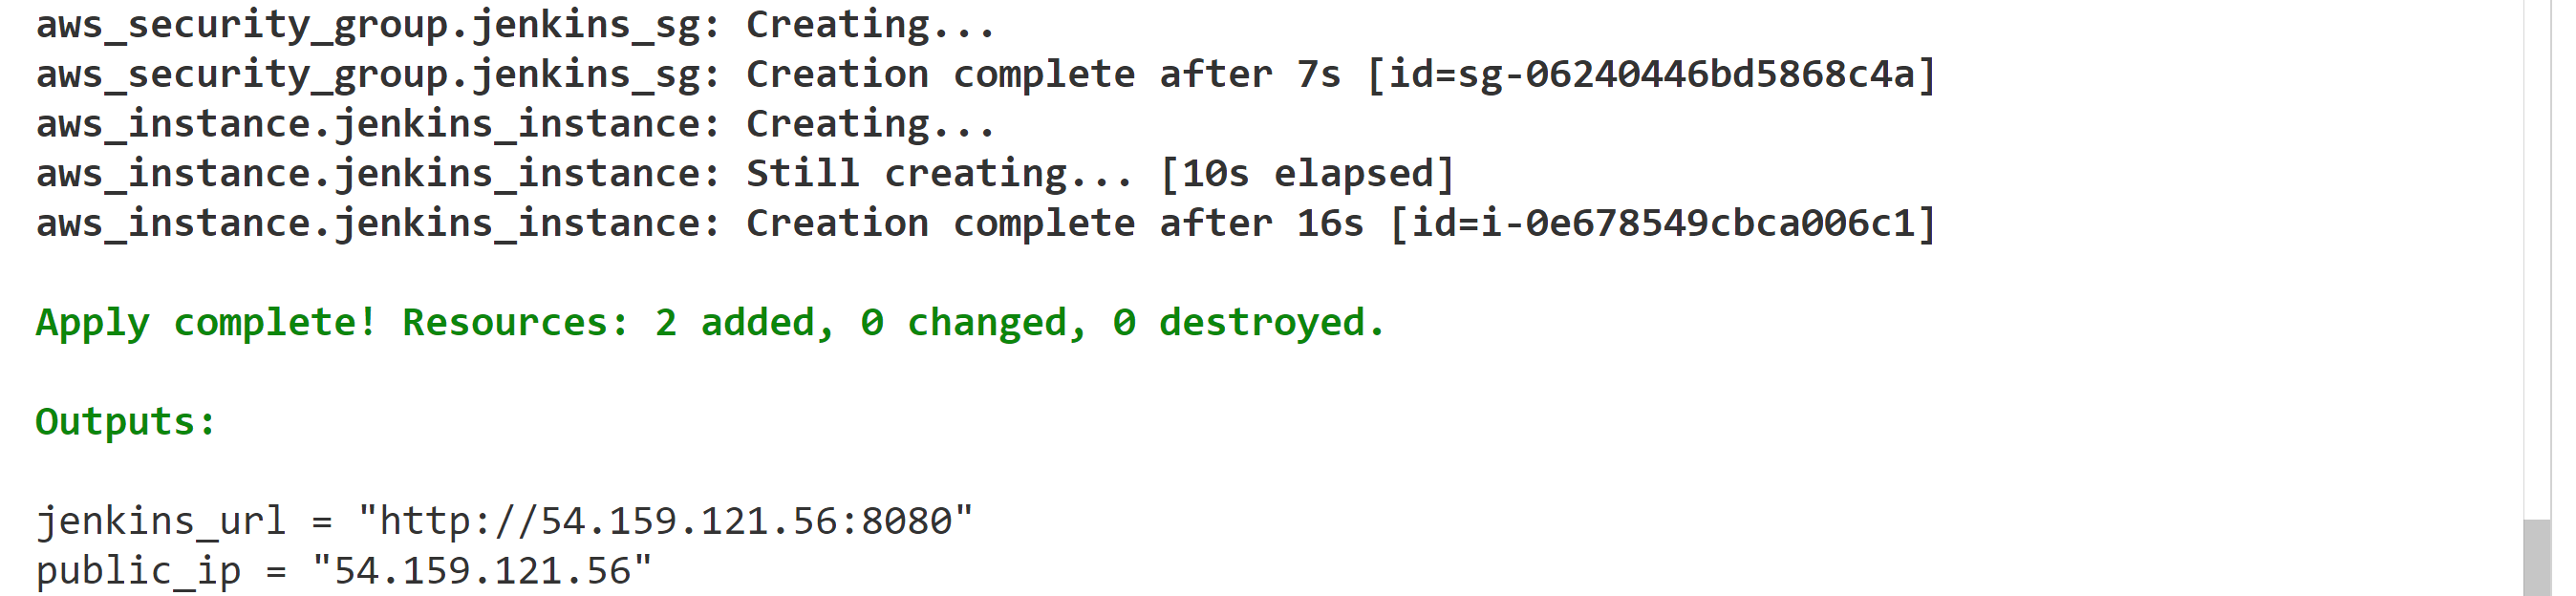 aws_security_group.jenkins_sg: Creating...
aws_security_group.jenkins_sg: Creation complete after 7s [id=sg-06240446bd5868c4a]
aws_instance.jenkins_instance: Creating...
aws_instance.jenkins_instance: Still creating... [10s elapsed]
aws_instance.jenkins_instance: Creation complete after 16s [id=i-0e678549cbca006c1]
Apply complete! Resources: 2 added, 0 changed, 0 destroyed.
Outputs:
jenkins_url = "http://54.159.121.56:8080"
public_ip = "54.159.121.56"